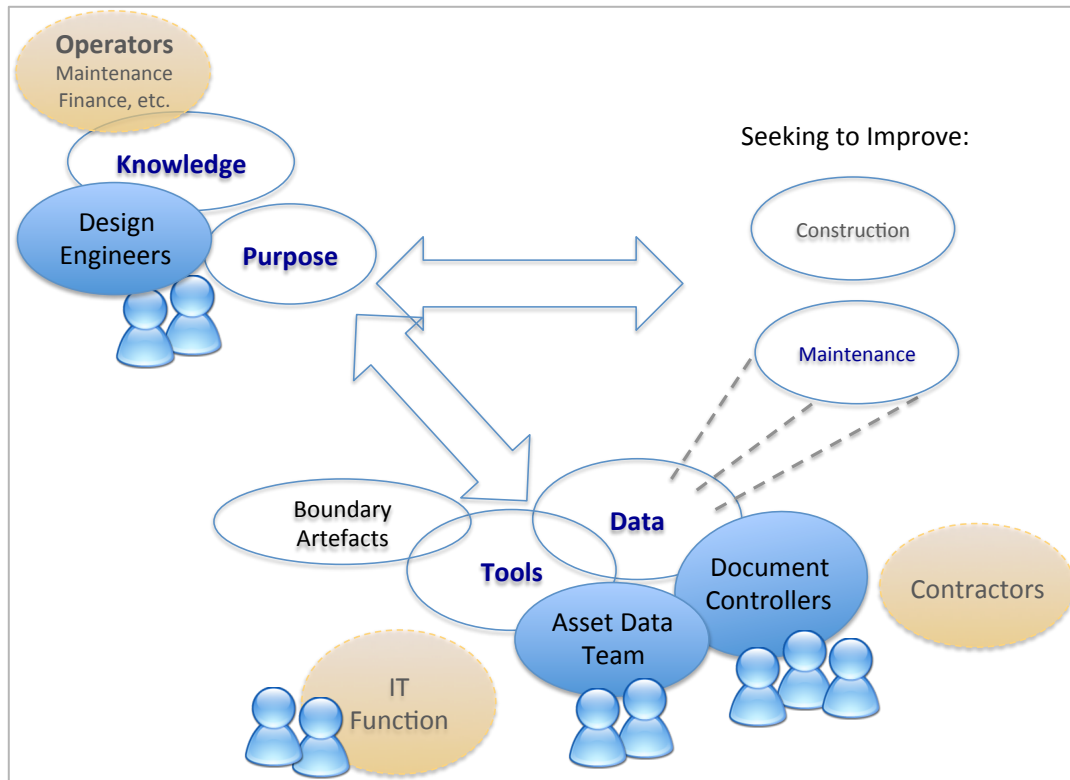 Operators
Maintenance
Finance, etc.
Knowledge
Design
Engineers
Purpose
Seeking to Improve:
Construction
Maintenance
Boundary
Artefacts
Data
Tools
Document
Controllers
Contractors
Asset Data
Team
IT
Function